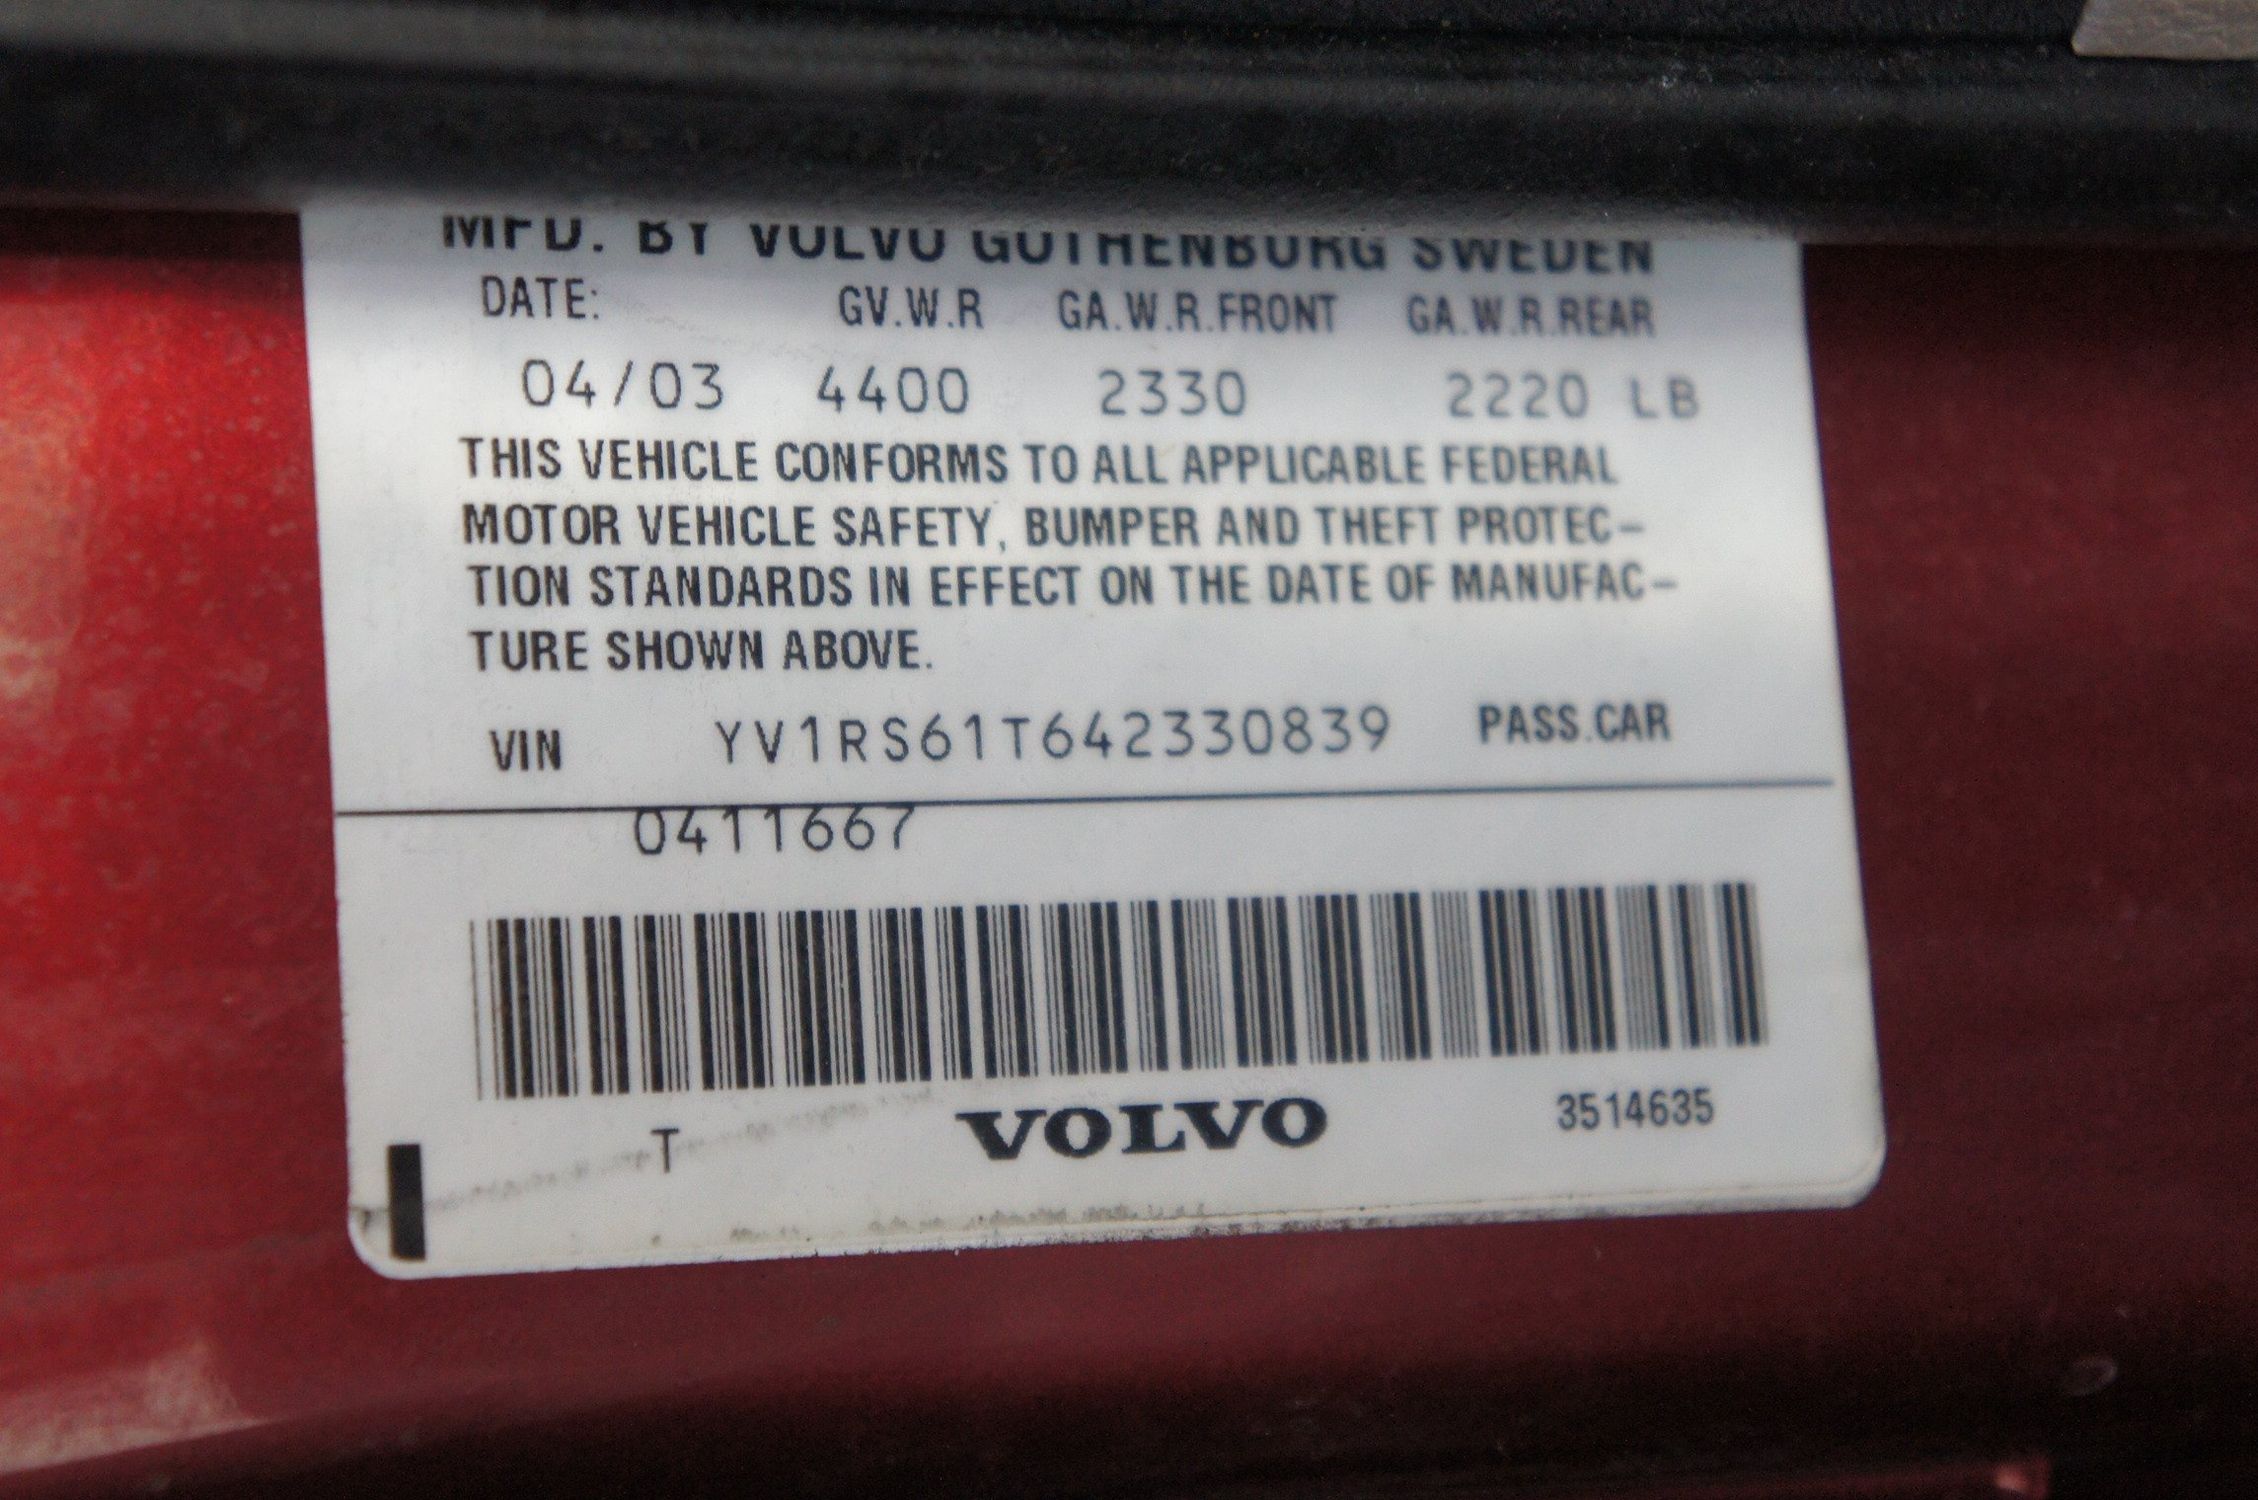 MFD. BY VOLVO GOTHENBURG SWEDEN
DATE: GV.W.R GA.W.R.FRONT GA.W.R.REAR
04/03 4400 2330 2220 LB
THIS VEHICLE CONFORMS TO ALL APPLICABLE FEDERAL
MOTOR VEHICLE SAFETY, BUMPER AND THEFT PROTEC-
TION STANDARDS IN EFFECT ON THE DATE OF MANUFAC-
TURE SHOWN ABOVE.
VIN YV1RS61T642330839 PASS.CAR
0411667
T VOLVO 3514635